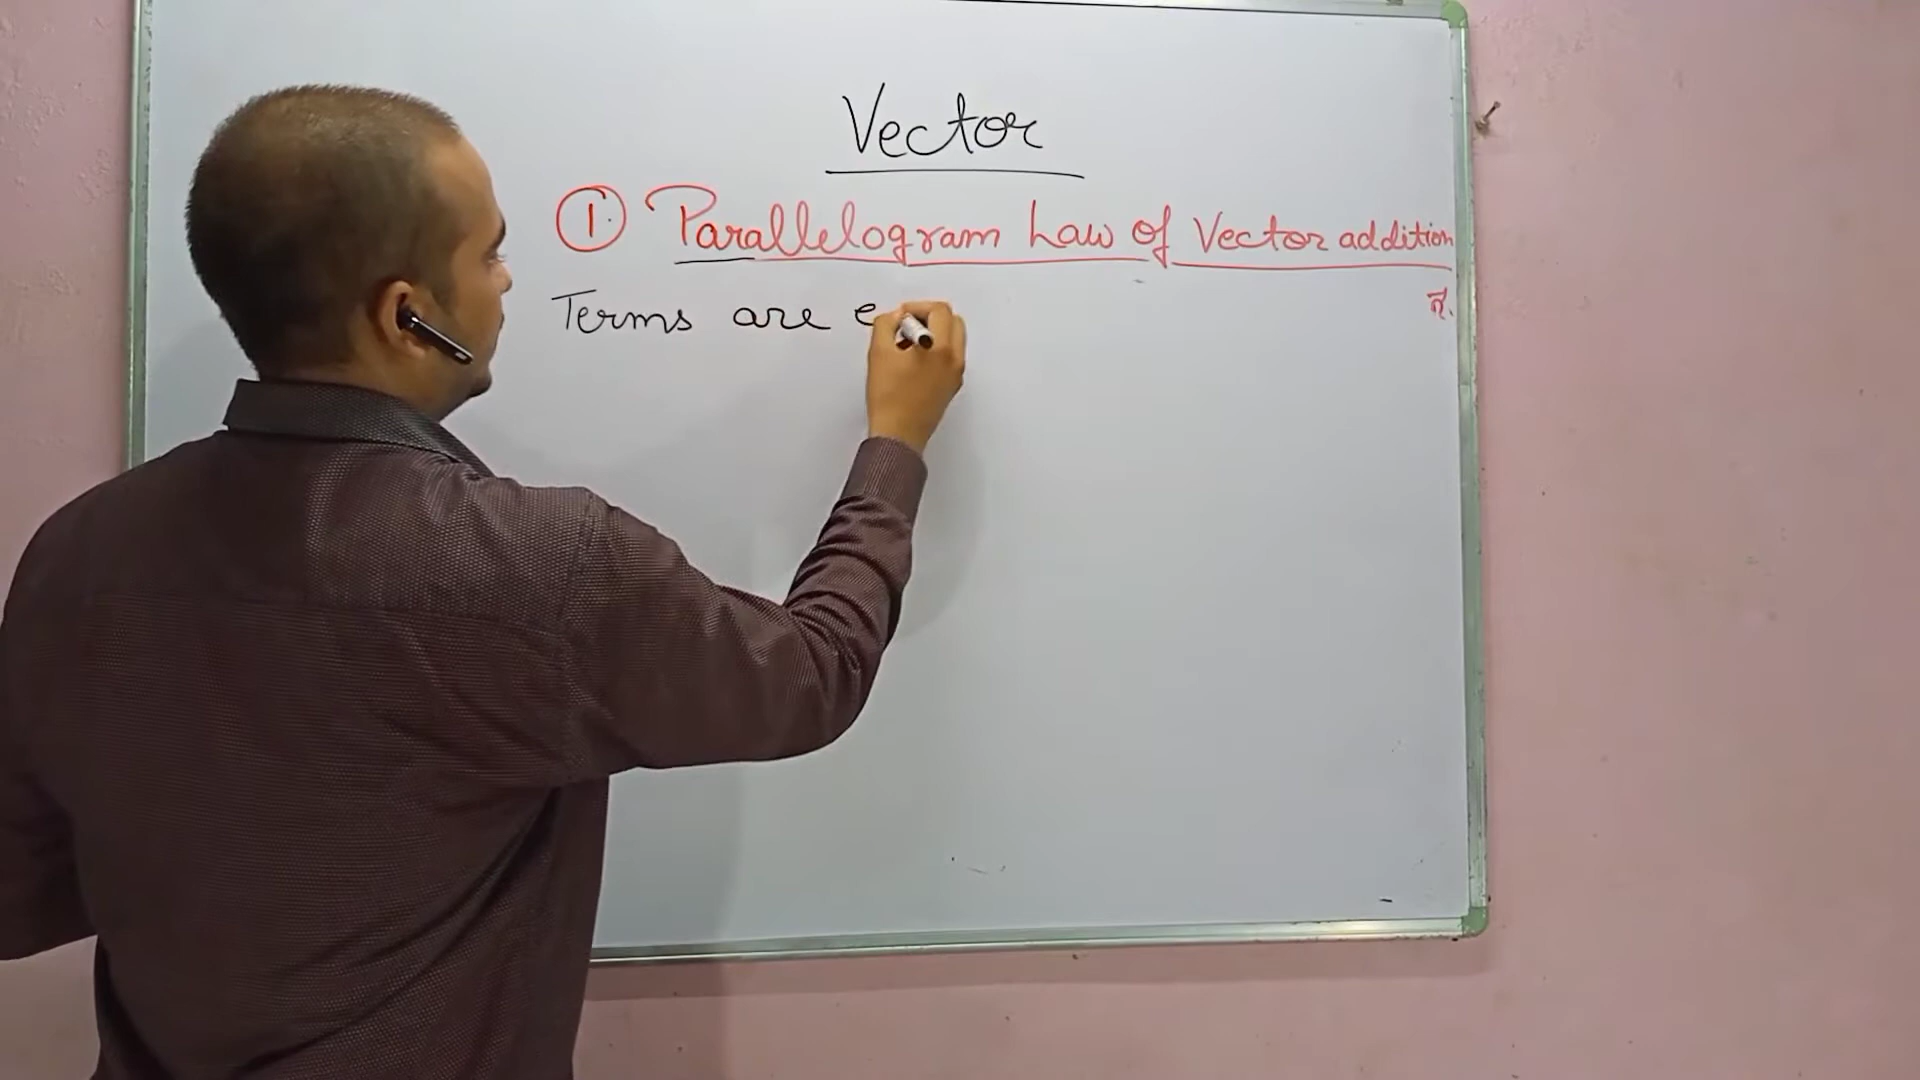 Vector
① Parallelogram Law of Vector addition
Terms are e